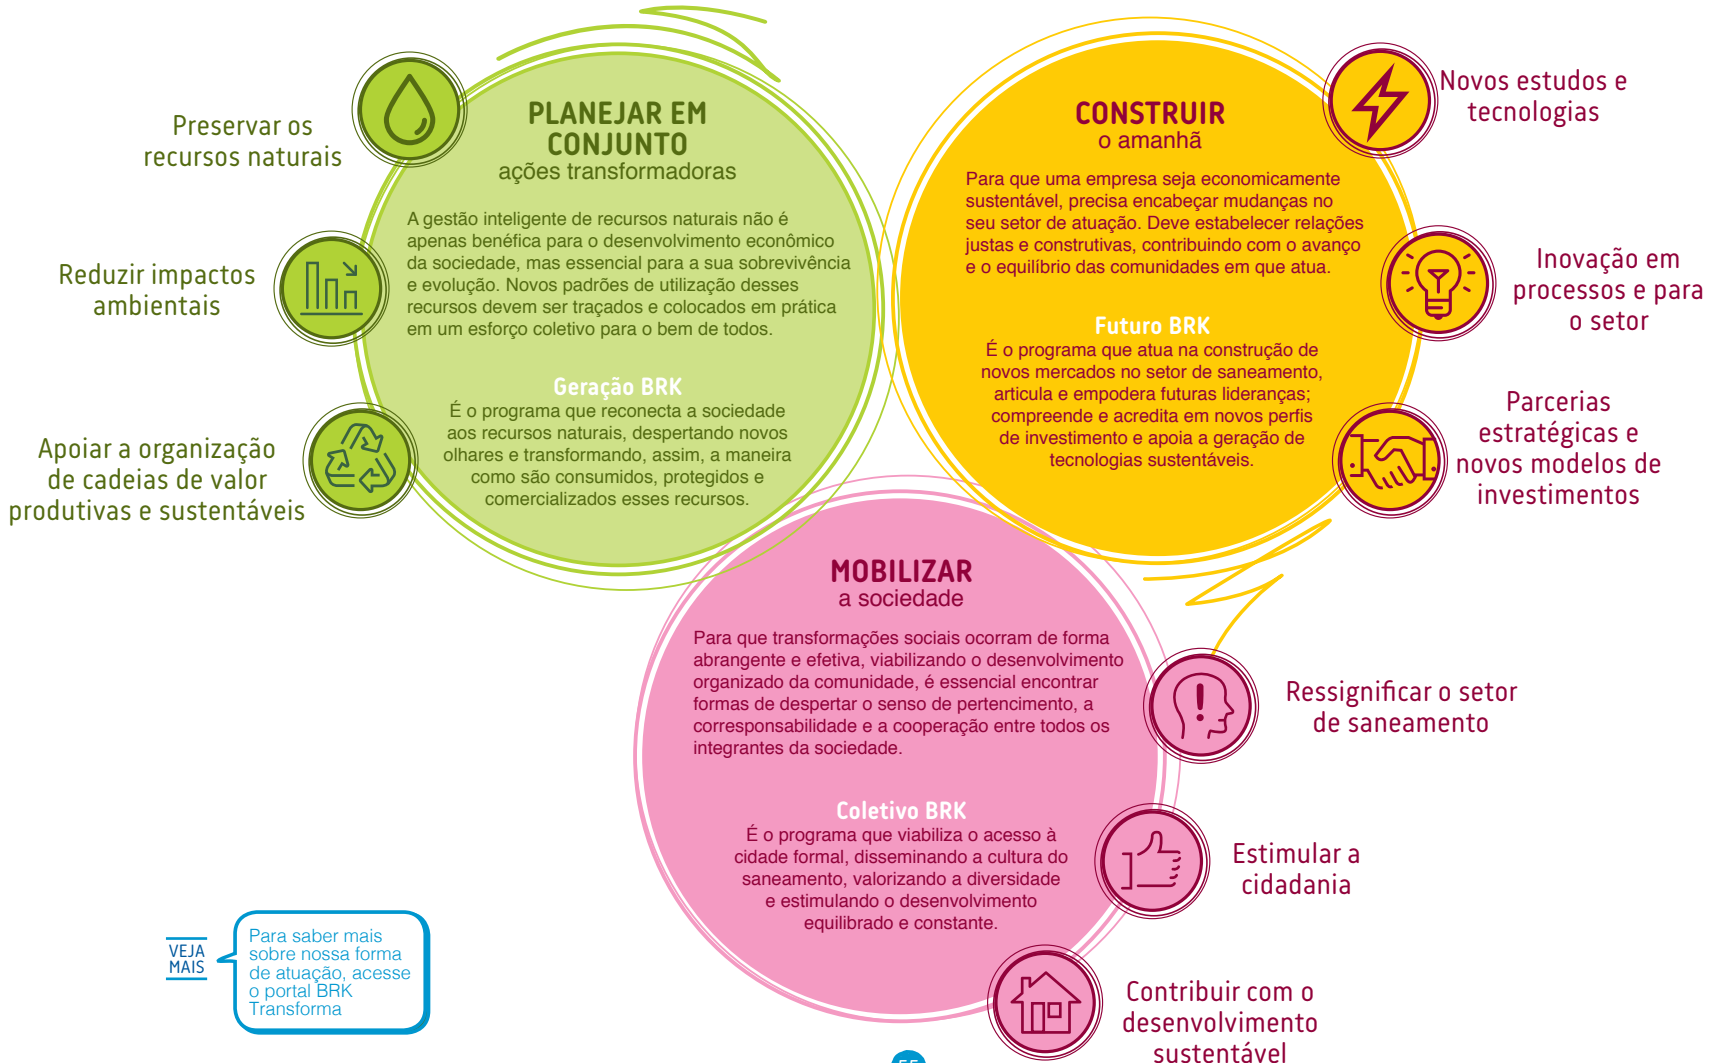 Preservar os
recursos naturais
Reduzir impactos
ambientais
Apoiar a organização
de cadeias de valor
produtivas e sustentáveis
PLANEJAR EM
CONJUNTO
ações transformadoras
A gestão inteligente de recursos naturais não é
apenas benéfica para o desenvolvimento econômico
da sociedade, mas essencial para a sua sobrevivência
e evolução. Novos padrões de utilização desses
recursos devem ser traçados e colocados em prática
em um esforço coletivo para o bem de todos.
Geração BRK
É o programa que reconecta a sociedade
aos recursos naturais, despertando novos
olhares e transformando, assim, a maneira
como são consumidos, protegidos e
comercializados esses recursos.
CONSTRUIR
o amanhã
Para que uma empresa seja economicamente
sustentável, precisa encabeçar mudanças no
seu setor de atuação. Deve estabelecer relações
justas e construtivas, contribuindo com o avanço
e o equilíbrio das comunidades em que atua.
Futuro BRK
É o programa que atua na construção de
novos mercados no setor de saneamento,
articula e empodera futuras lideranças;
compreende e acredita em novos perfis
de investimento e apoia a geração de
tecnologias sustentáveis.
Novos estudos e
tecnologias
Inovação em
processos e para
o setor
Parcerias
estratégicas e
novos modelos de
investimentos
MOBILIZAR
a sociedade
Para que transformações sociais ocorram de forma
abrangente e efetiva, viabilizando o desenvolvimento
organizado da comunidade, é essencial encontrar
formas de despertar o senso de pertencimento, a
corresponsabilidade e a cooperação entre todos os
integrantes da sociedade.
Coletivo BRK
É o programa que viabiliza o acesso à
cidade formal, disseminando a cultura do
saneamento, valorizando a diversidade
e estimulando o desenvolvimento
equilibrado e constante.
Ressignificar o setor
de saneamento
Estimular a
cidadania
Contribuir com o
desenvolvimento
sustentável
VEJA
MAIS
Para saber mais
sobre nossa forma
de atuação, acesse
o portal BRK
Transforma
55